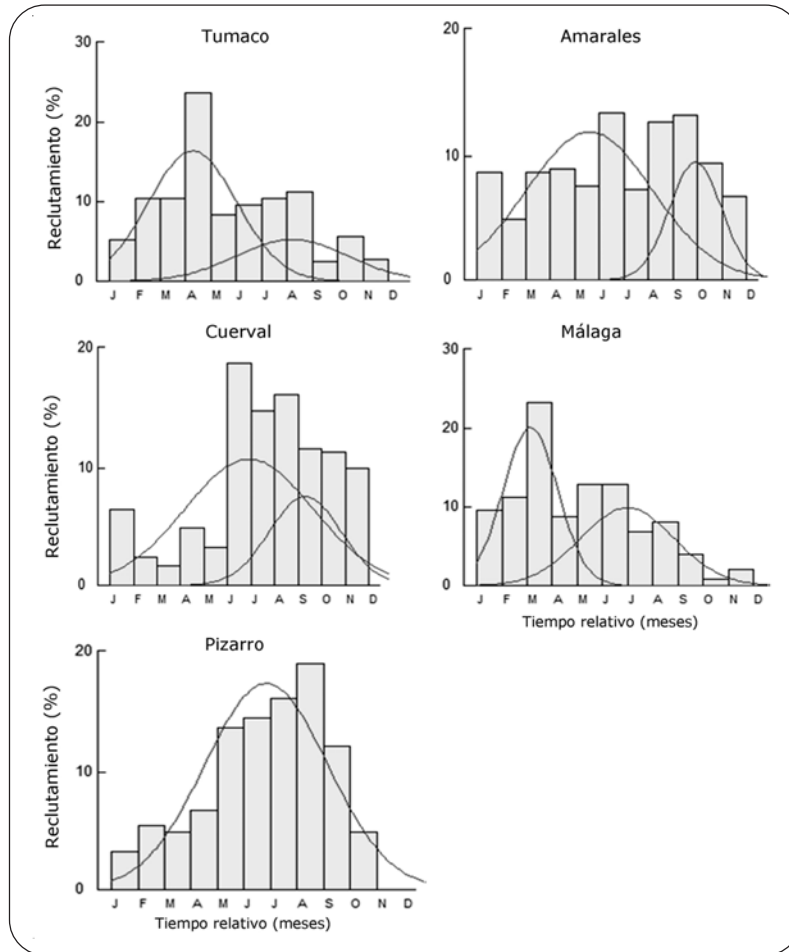 Tumaco
Reclutamiento (%)
30
20
10
0
J F M A M J J A S O N D
Amarales
20
10
0
J F M A M J J A S O N D
Cuerval
Reclutamiento (%)
20
10
0
J F M A M J J A S O N D
Málaga
30
20
10
0
J F M A M J J A S O N D
Tiempo relativo (meses)
Pizarro
Reclutamiento (%)
20
10
0
J F M A M J J A S O N D
Tiempo relativo (meses)